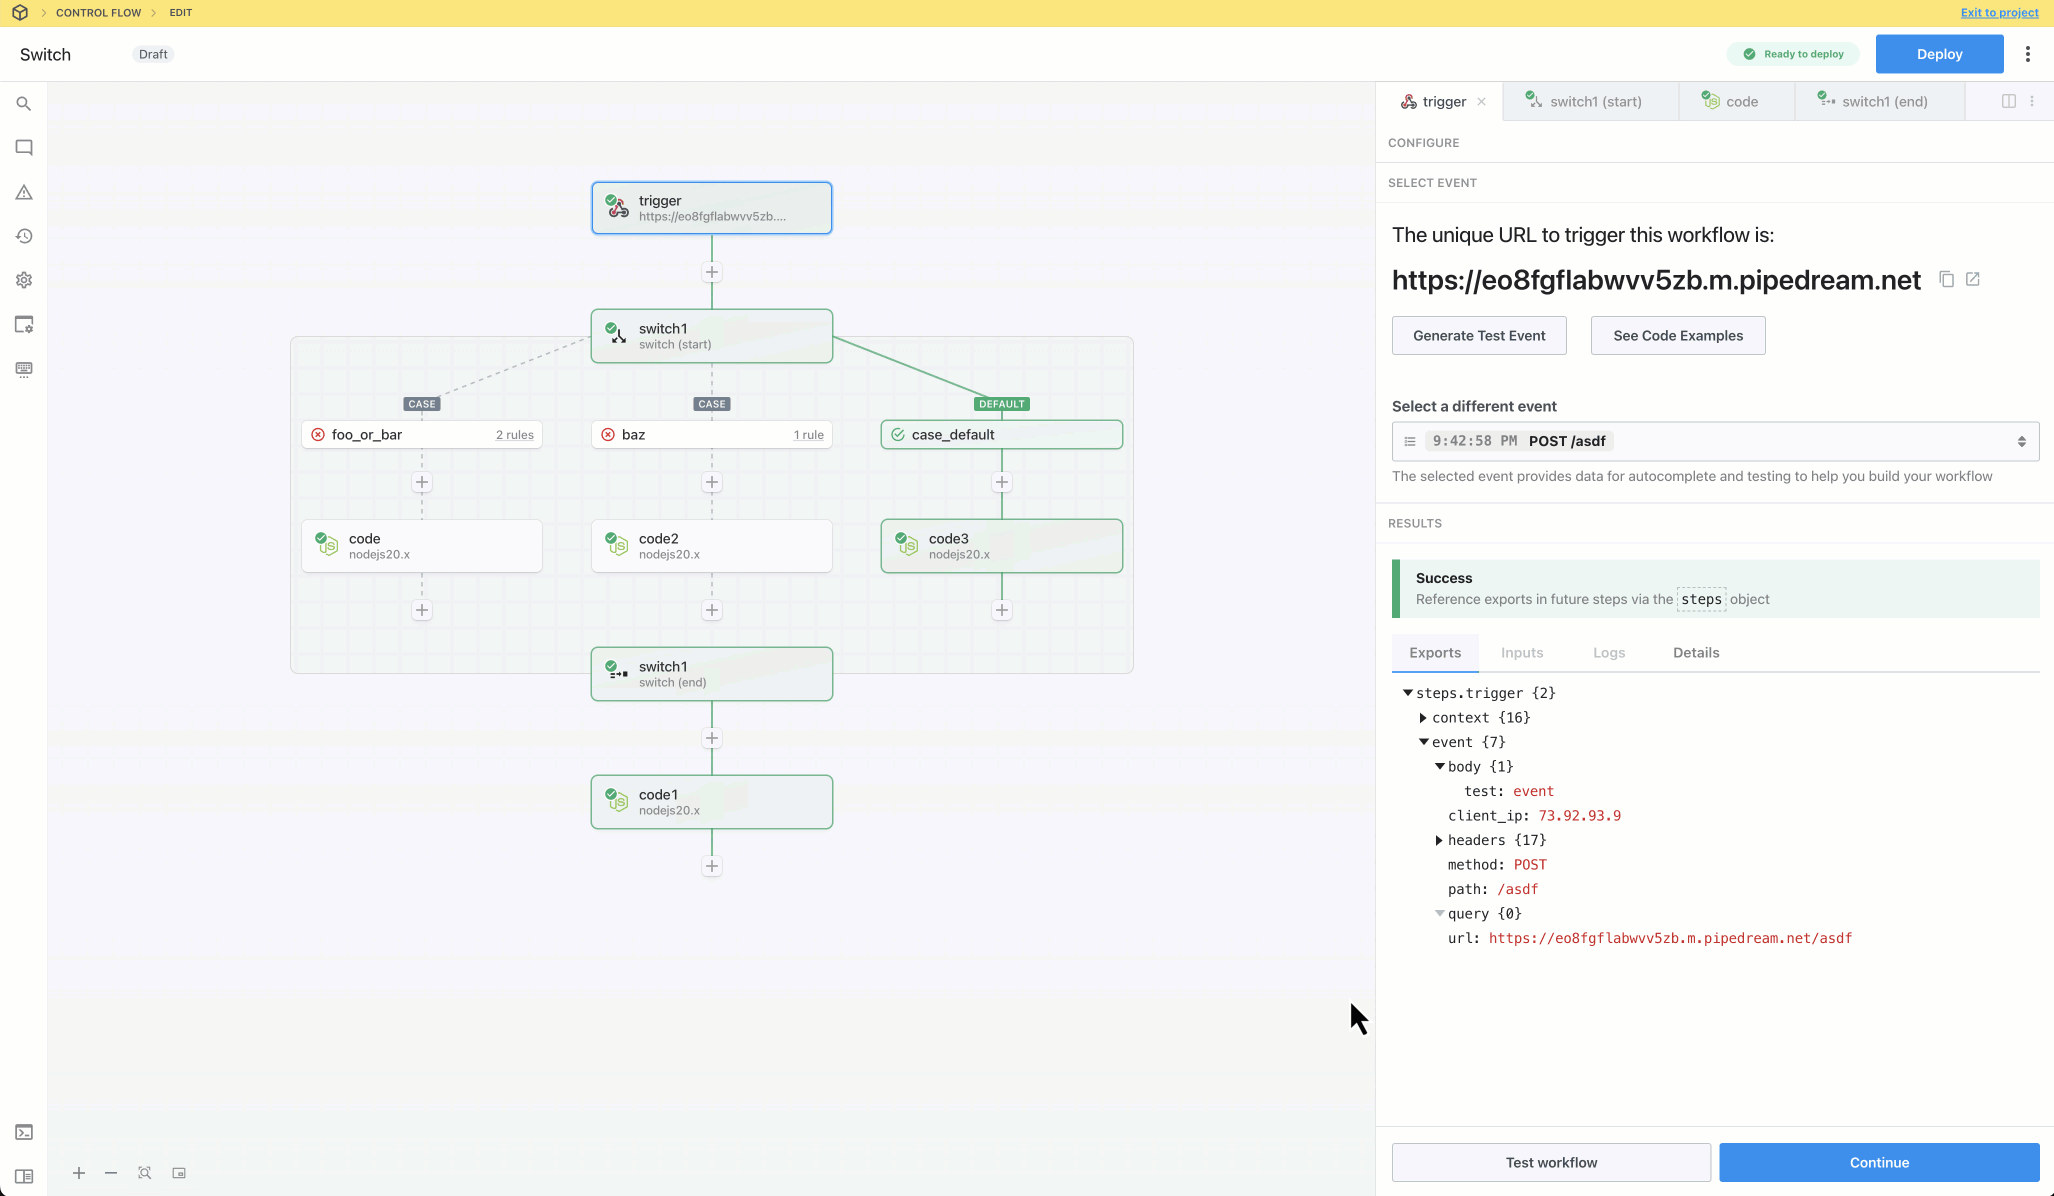 CONTROL FLOW
EDIT
Exit to project
Switch
Draft
Ready to deploy
Deploy
trigger
https://eo8fgflabwvv5zb....
switch1
switch (start)
CASE
CASE
DEFAULT
foo_or_bar
2 rules
baz
1 rule
case_default
code
nodejs20.x
code2
nodejs20.x
code3
nodejs20.x
switch1
switch (end)
code1
nodejs20.x
trigger
switch1 (start)
code
switch1 (end)
CONFIGURE
SELECT EVENT
The unique URL to trigger this workflow is:
https://eo8fgflabwvv5zb.m.pipedream.net
Generate Test Event
See Code Examples
Select a different event
9:42:58 PM POST /asdf
The selected event provides data for autocomplete and testing to help you build your workflow
RESULTS
Success
Reference exports in future steps via the steps object
Exports
Inputs
Logs
Details
steps.trigger {2}
context {16}
event {7}
body {1}
test: event
client_ip: 73.92.93.9
headers {17}
method: POST
path: /asdf
query {0}
url: https://eo8fgflabwvv5zb.m.pipedream.net/asdf
Test workflow
Continue